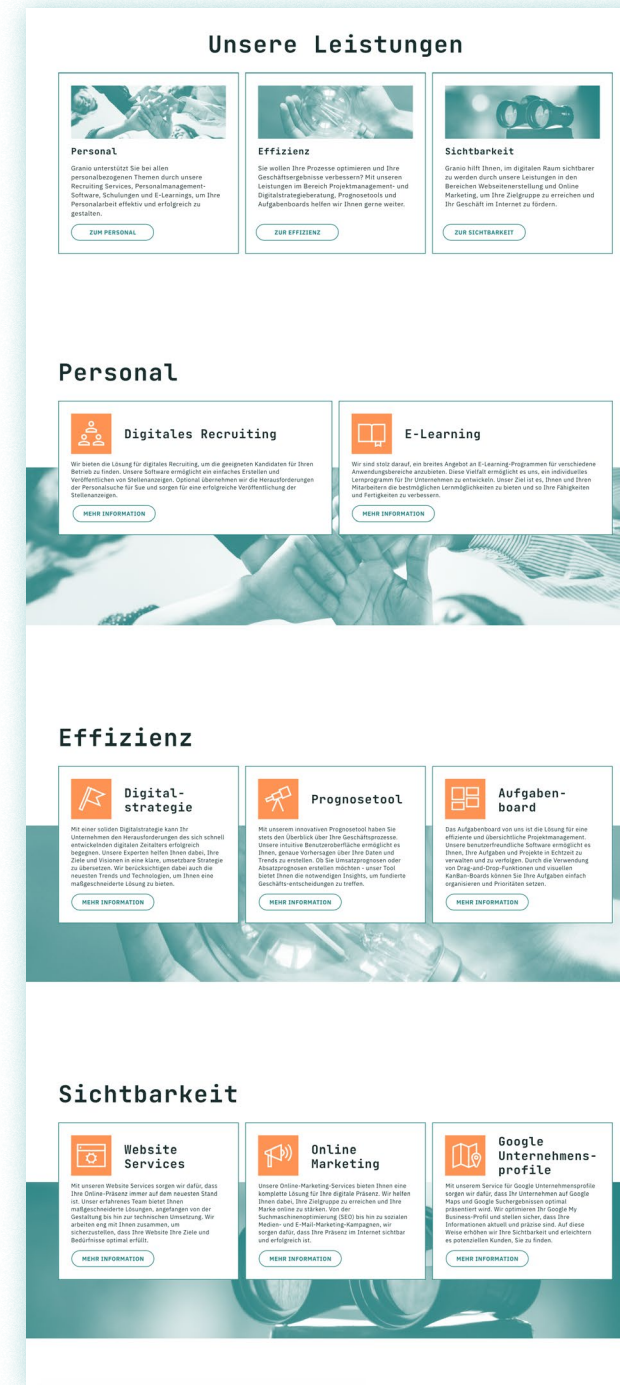 Unsere Leistungen
Personal
Granio unterstützt Sie bei allen
personalbezogenen Themen durch unsere
Recruiting Services, Personalmanagement-
Software, Schulungen und E-Learnings, um Ihre
Personalarbeit effektiv und erfolgreich zu
gestalten.
ZUM PERSONAL
Effizienz
Sie wollen Ihre Prozesse optimieren und Ihre
Geschäftsergebnisse verbessern? Mit unseren
Leistungen im Bereich Projektmanagement- und
Digitalstrategieberatung, Prognosetools und
Aufgabenboards helfen wir Ihnen gerne weiter.
ZUR EFFIZIENZ
Sichtbarkeit
Granio hilft Ihnen, im digitalen Raum sichtbarer
zu werden durch unsere Leistungen in den
Bereichen Webseitenerstellung und Online
Marketing, um Ihre Zielgruppe zu erreichen und
Ihr Geschäft im Internet zu fördern.
ZUR SICHTBARKEIT
Personal
Digitales Recruiting
Wir bieten die Lösung für digitales Recruiting, um die geeigneten Kandidaten für Ihren
Betrieb zu finden. Unsere Software ermöglicht ein einfaches Erstellen und
Veröffentlichen von Stellenanzeigen. Optional übernehmen wir die Herausforderungen
der Personalsuche für Sue und sorgen für eine erfolgreiche Veröffentlichung der
Stellenanzeigen.
MEHR INFORMATION
E-Learning
Wir sind stolz darauf, ein breites Angebot an E-Learning-Programmen für verschiedene
Anwendungsbereiche anzubieten. Diese Vielfalt ermöglicht es uns, ein individuelles
Lernprogramm für Ihr Unternehmen zu entwickeln. Unser Ziel ist es, Ihnen und Ihren
Mitarbeitern die bestmöglichen Lernmöglichkeiten zu bieten und so Ihre Fähigkeiten
und Fertigkeiten zu verbessern.
MEHR INFORMATION
Effizienz
Digital-
strategie
Mit einer soliden Digitalstrategie kann Ihr
Unternehmen den Herausforderungen des sich schnell
entwickelnden digitalen Zeitalters erfolgreich
begegnen. Unsere Experten helfen Ihnen dabei, Ihre
Ziele und Visionen in eine klare, umsetzbare Strategie
zu übersetzen. Wir berücksichtigen dabei auch die
neuesten Trends und Technologien, um Ihnen eine
maßgeschneiderte Lösung zu bieten.
MEHR INFORMATION
Prognosetool
Mit unserem innovativen Prognosetool haben Sie
stets den Überblick über Ihre Geschäftsprozesse.
Unsere intuitive Benutzeroberfläche ermöglicht es
Ihnen, genaue Vorhersagen über Ihre Daten und
Trends zu erstellen. Ob Sie Umsatzprognosen oder
Absatzprognosen erstellen möchten - unser Tool
bietet Ihnen die notwendigen Insights, um fundierte
Geschäfts-entscheidungen zu treffen.
MEHR INFORMATION
Aufgaben-
board
Das Aufgabenboard von uns ist die Lösung für eine
effiziente und übersichtliche Projektmanagement.
Unsere benutzerfreundliche Software ermöglicht es
Ihnen, Ihre Aufgaben und Projekte in Echtzeit zu
verwalten und zu verfolgen. Durch die Verwendung
von Drag-and-Drop-Funktionen und visuellen
KanBan-Boards können Sie Ihre Aufgaben einfach
organisieren und Prioritäten setzen.
MEHR INFORMATION
Sichtbarkeit
Website
Services
Mit unseren Website Services sorgen wir dafür, dass
Ihre Online-Präsenz immer auf dem neuesten Stand
ist. Unser erfahrenes Team bietet Ihnen
maßgeschneiderte Lösungen, angefangen von der
Gestaltung bis hin zur technischen Umsetzung. Wir
arbeiten eng mit Ihnen zusammen, um
sicherzustellen, dass Ihre Website Ihre Ziele und
Bedürfnisse optimal erfüllt.
MEHR INFORMATION
Online
Marketing
Unsere Online-Marketing-Services bieten Ihnen eine
komplette Lösung für Ihre digitale Präsenz. Wir helfen
Ihnen dabei, Ihre Zielgruppe zu erreichen und Ihre
Marke online zu stärken. Von der
Suchmaschinenoptimierung (SEO) bis hin zu sozialen
Medien- und E-Mail-Marketing-Kampagnen, wir
sorgen dafür, dass Ihre Präsenz im Internet sichtbar
und erfolgreich ist.
MEHR INFORMATION
Google
Unternehmens-
profile
Mit unserem Service für Google Unternehmensprofile
sorgen wir dafür, dass Ihr Unternehmen auf Google
Maps und Google Suchergebnissen optimal
präsentiert wird. Wir optimieren Ihr Google My
Business-Profil und stellen sicher, dass Ihre
Informationen aktuell und präzise sind. Auf diese
Weise erhöhen wir Ihre Sichtbarkeit und erleichtern
es potenziellen Kunden, Sie zu finden.
MEHR INFORMATION